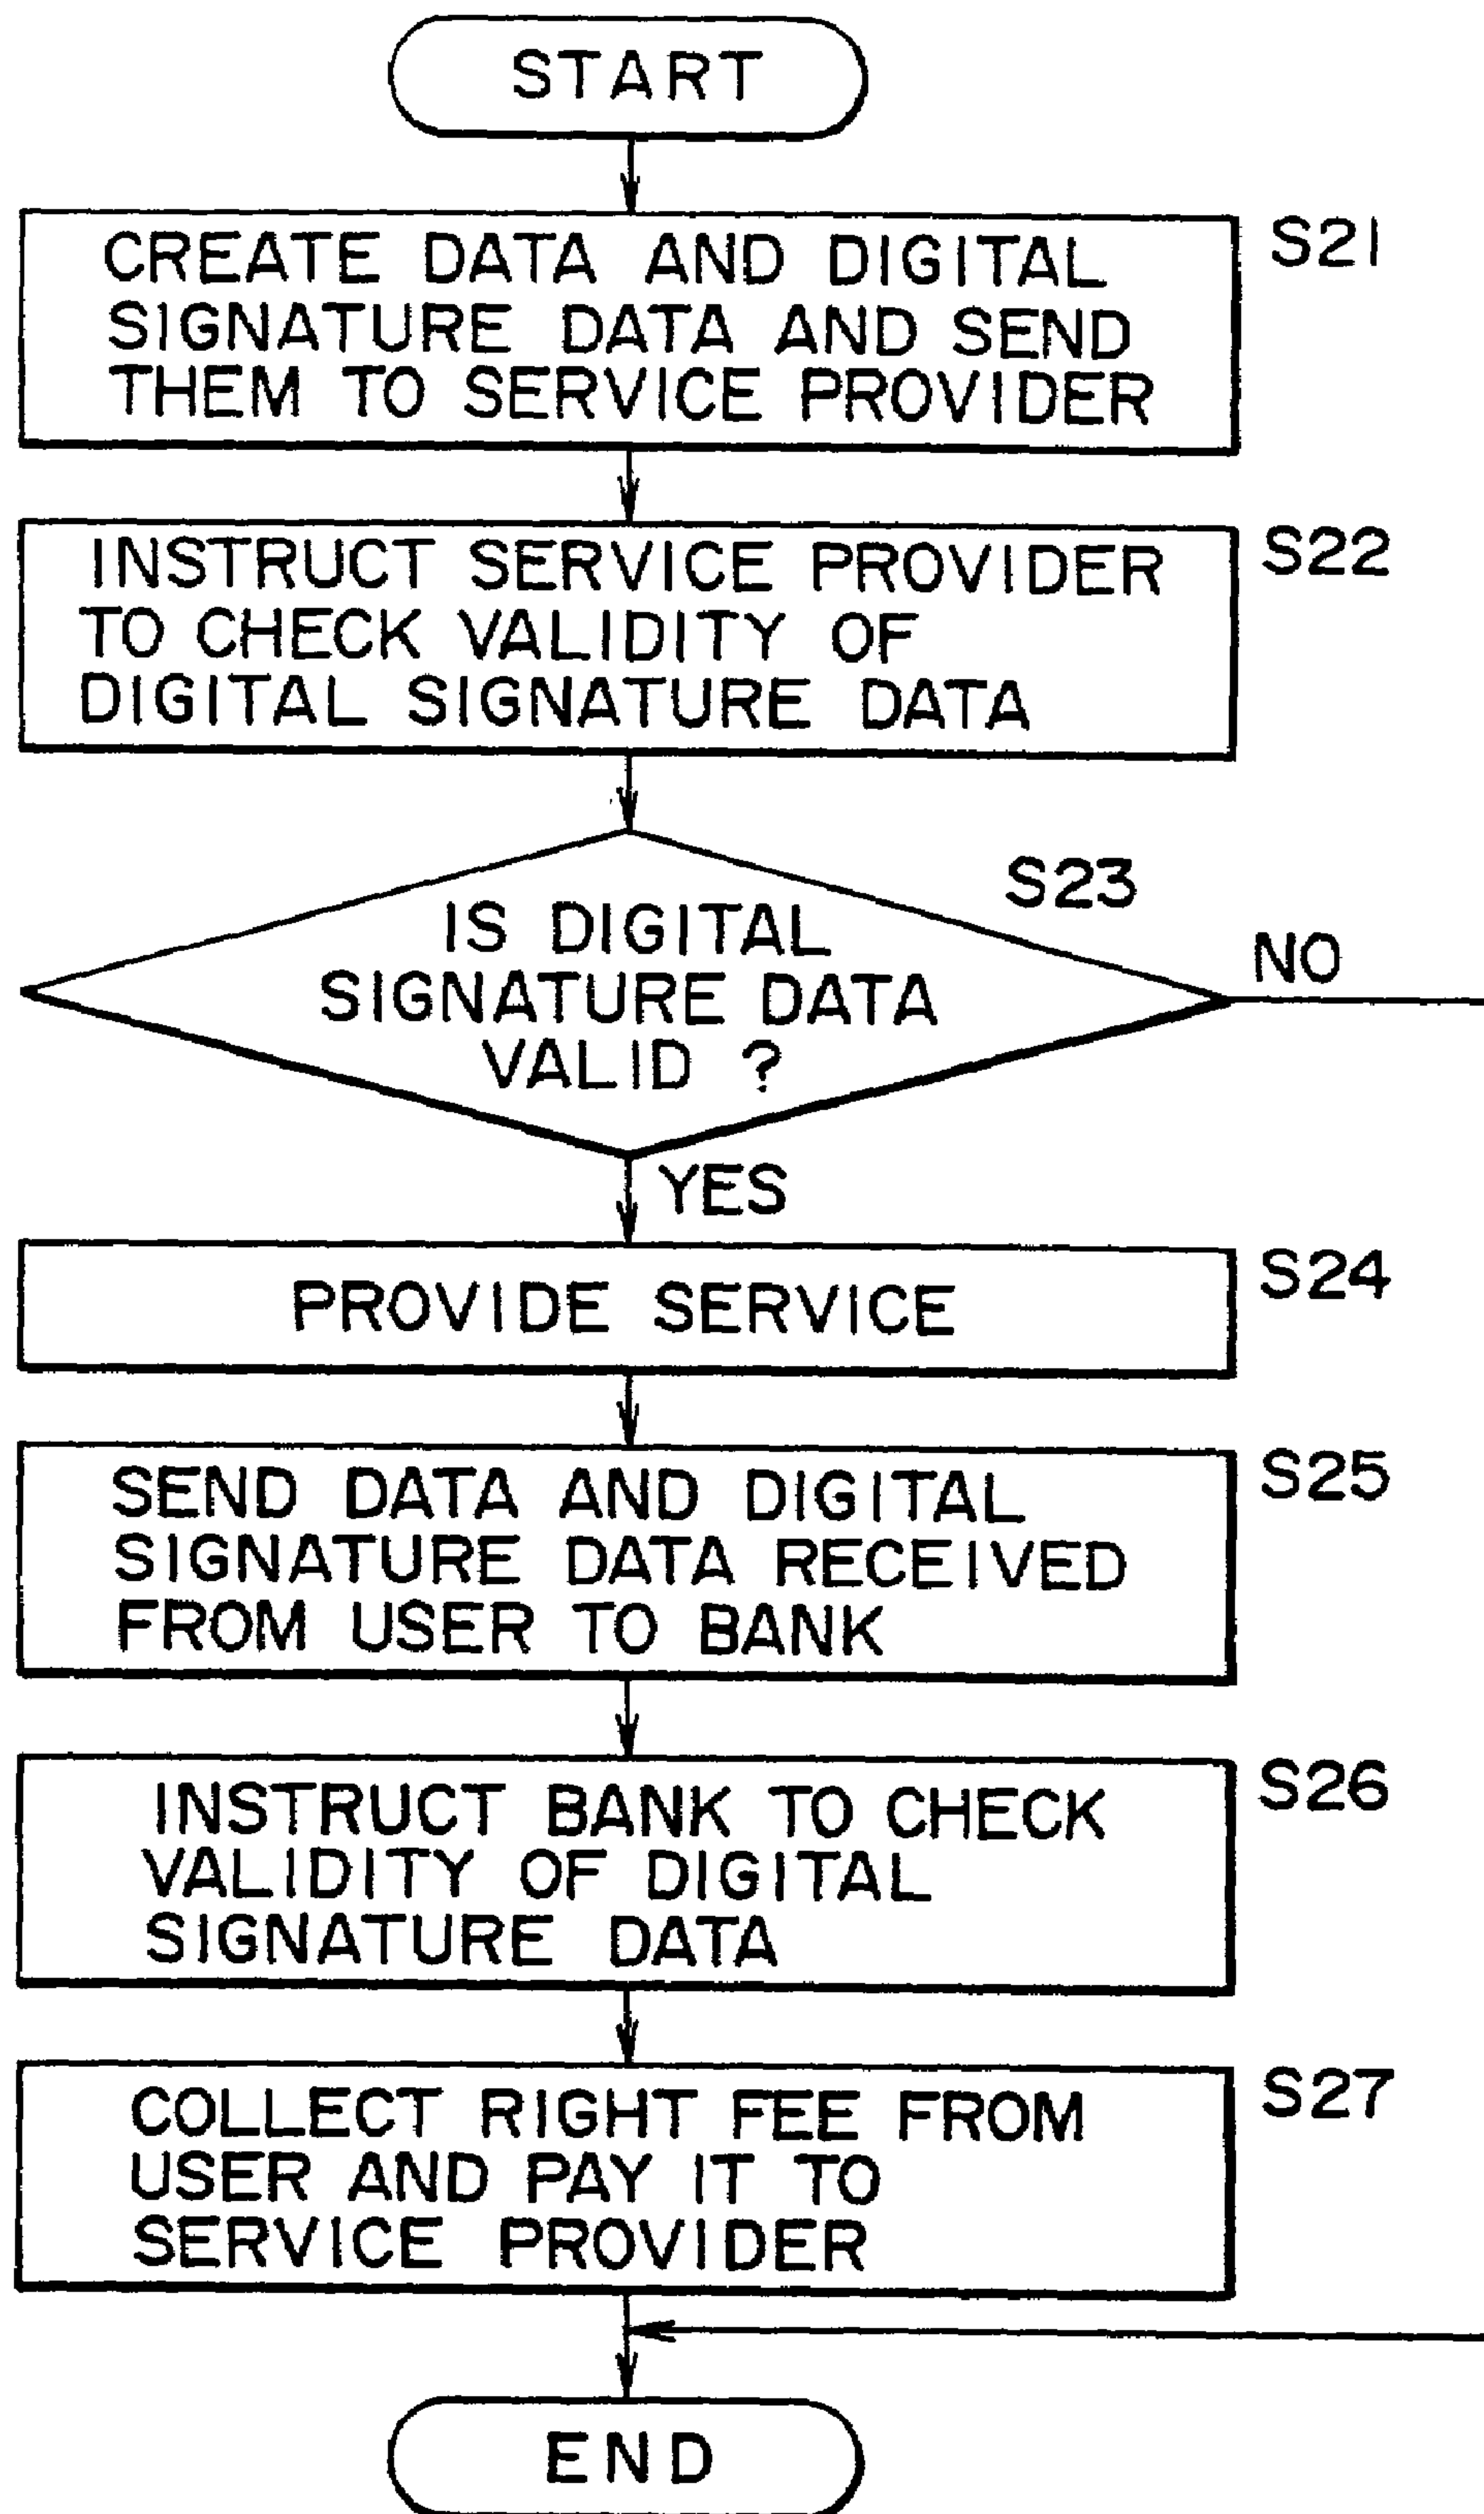 START
CREATE DATA AND DIGITAL
SIGNATURE DATA AND SEND
THEM TO SERVICE PROVIDER
S21
INSTRUCT SERVICE PROVIDER
TO CHECK VALIDITY OF
DIGITAL SIGNATURE DATA
S22
S23
IS DIGITAL
SIGNATURE DATA
VALID ?
NO
YES
PROVIDE SERVICE
S24
SEND DATA AND DIGITAL
SIGNATURE DATA RECEIVED
FROM USER TO BANK
S25
INSTRUCT BANK TO CHECK
VALIDITY OF DIGITAL
SIGNATURE DATA
S26
COLLECT RIGHT FEE FROM
USER AND PAY IT TO
SERVICE PROVIDER
S27
END